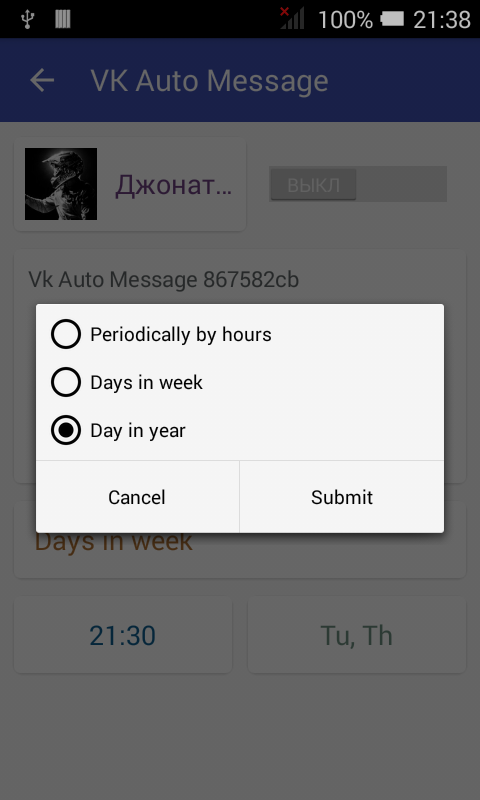 100% 21:38
VK Auto Message
Джонат...
ВЫКЛ
Vk Auto Message 867582cb
Periodically by hours
Days in week
Day in year
Cancel Submit
Days in week
21:30 Tu, Th